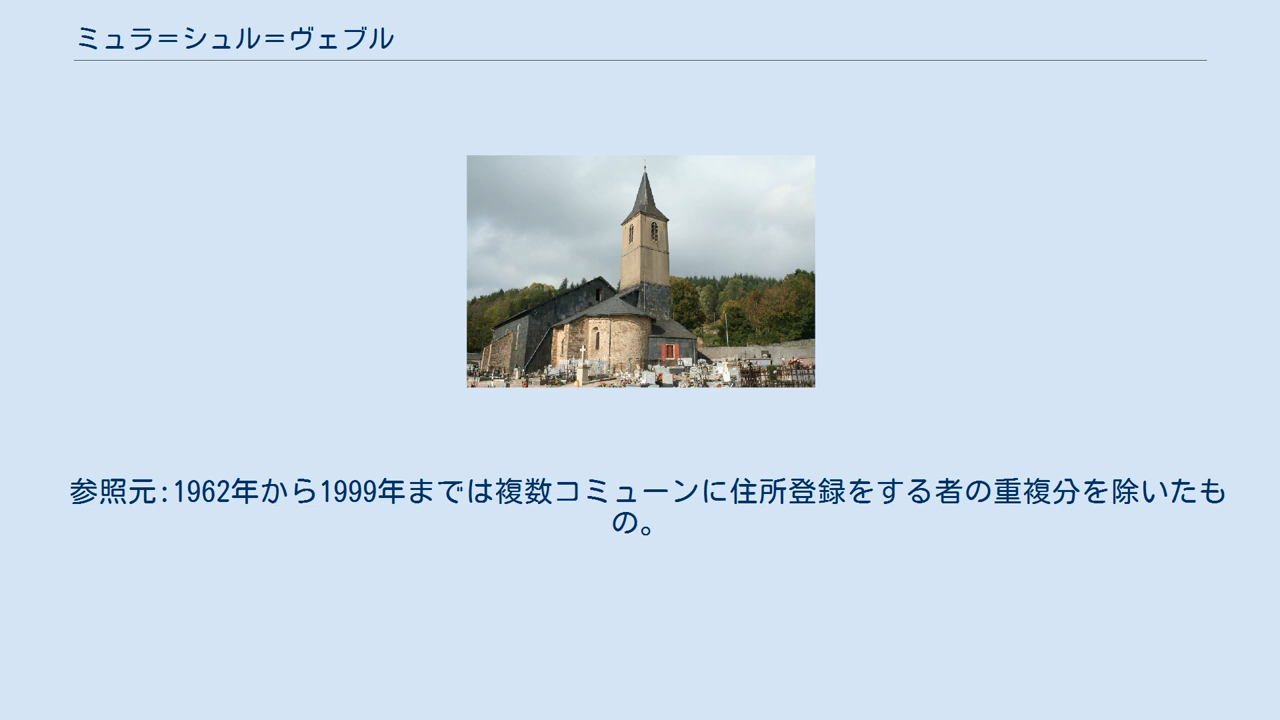 ミュラ＝シュル＝ヴェブル
参照元:1962年から1999年までは複数コミューンに住所登録をする者の重複分を除いたも
の。